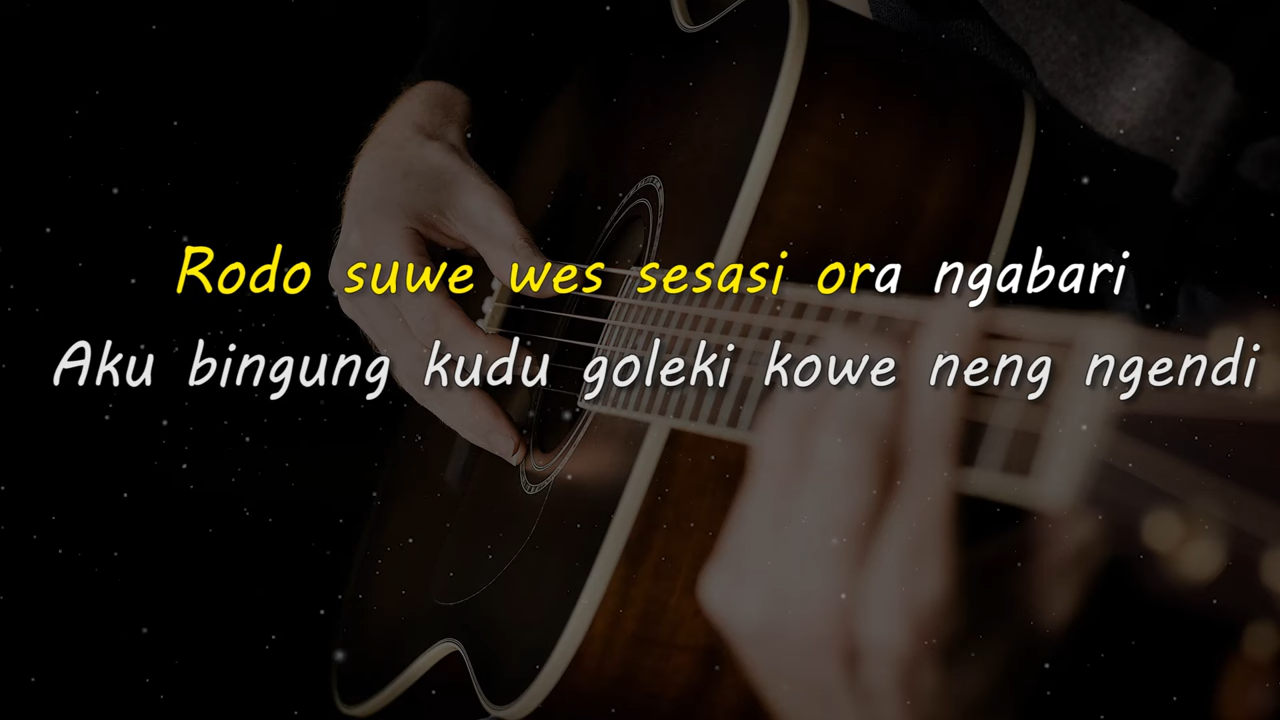 Rodo suwe wes sesasi ora ngabari
Aku bingung kudu goleki kowe neng ngendi